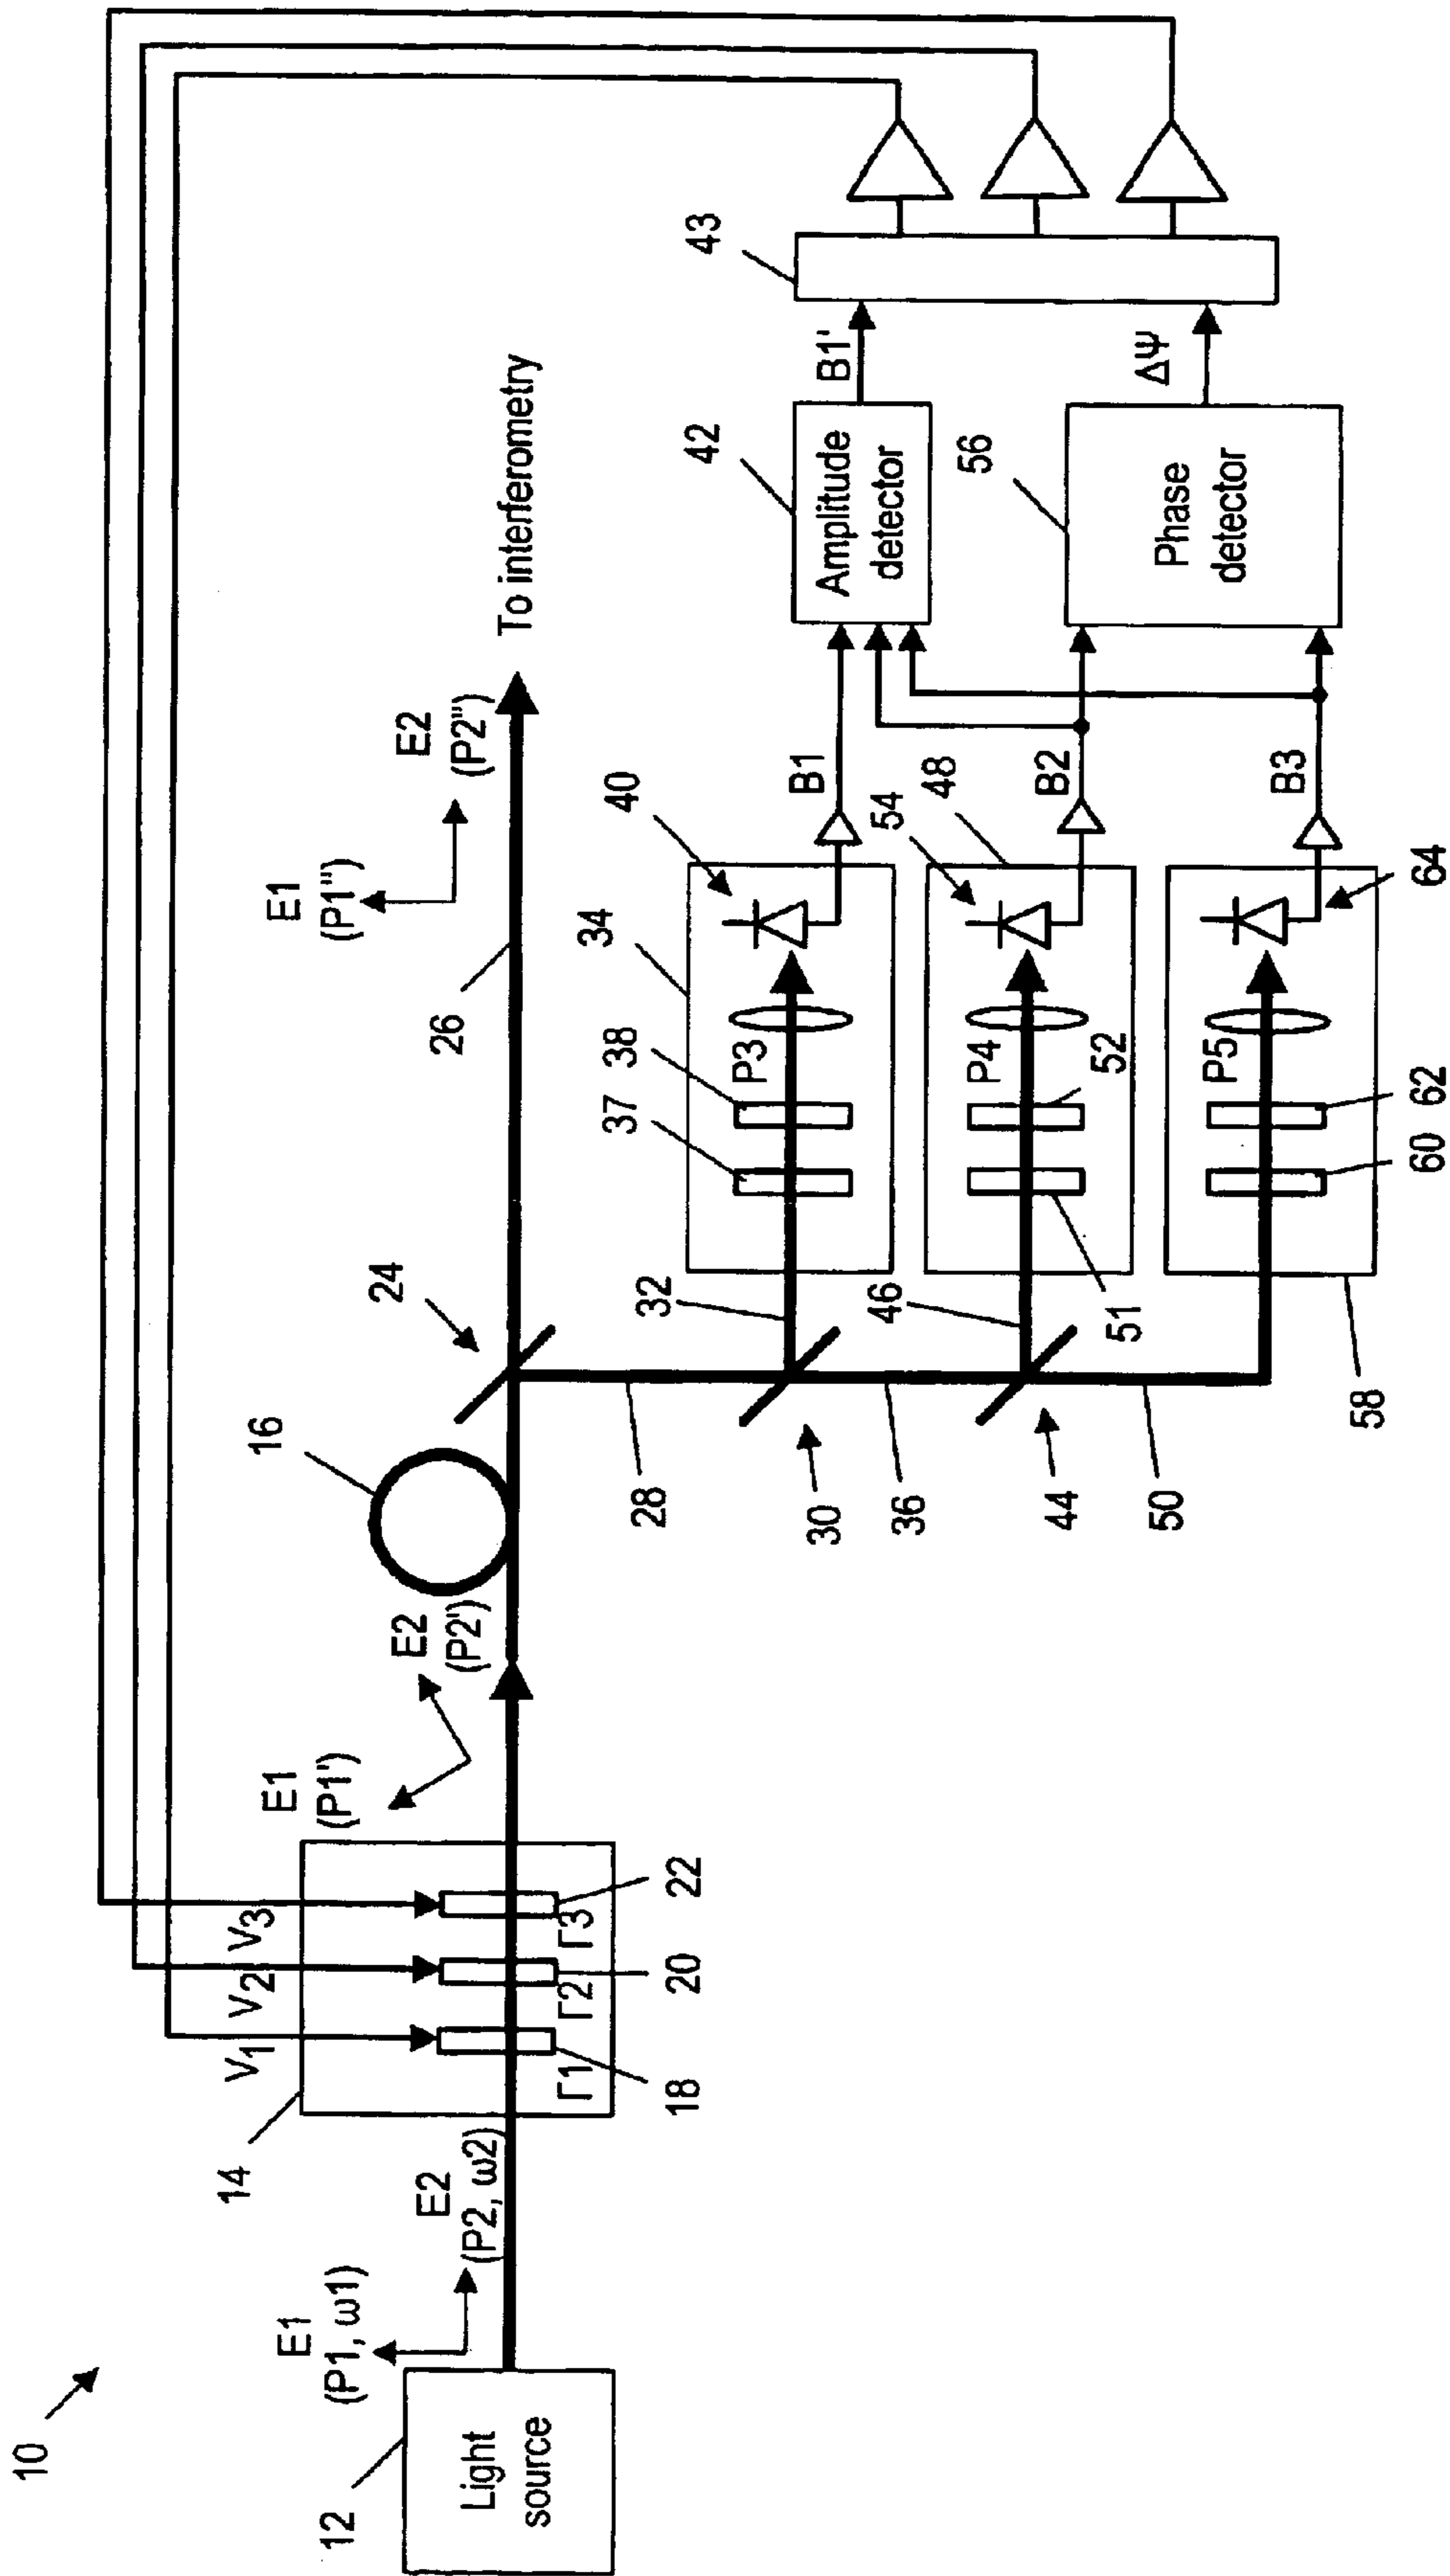 10
12
Light
source
E1
(P1, ω1)
E2
(P2, ω2)
14
V1
V2
V3
Γ1
Γ2
Γ3
18
20
22
E1
(P1')
E2
(P2')
16
24
26
E1
(P1")
E2
(P2")
To interferometry
28
30
32
36
44
46
50
34
37
38
P3
40
B1
48
51
52
P4
54
B2
58
60
62
P5
64
B3
42
Amplitude
detector
B1'
56
Phase
detector
ΔΨ
43